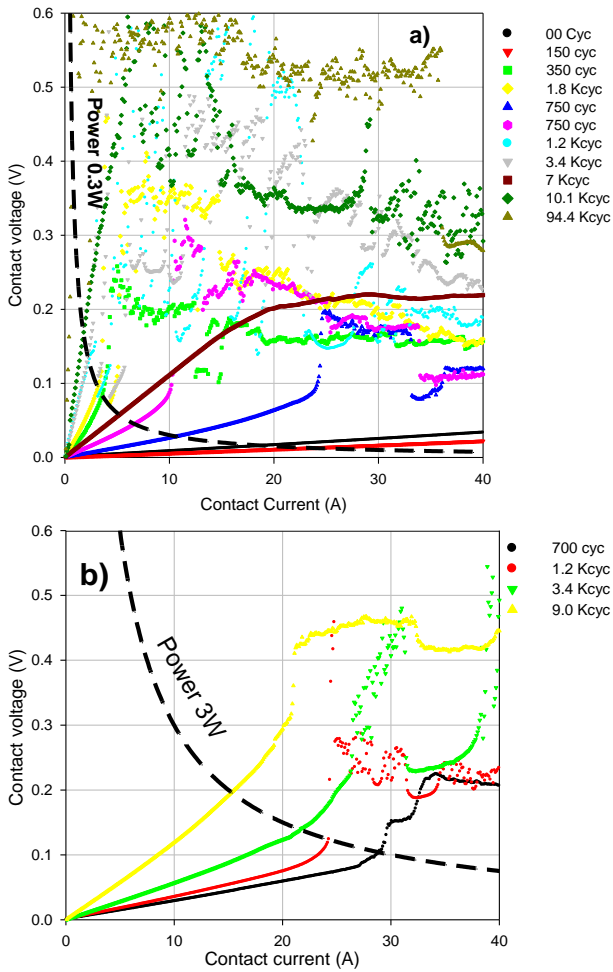 0.6
a)
00 Cyc
150 cyc
350 cyc
1.8 Kcyc
750 cyc
750 cyc
1.2 Kcyc
3.4 Kcyc
7 Kcyc
10.1 Kcyc
94.4 Kcyc
0.5
0.4
0.3
0.2
0.1
0.0
Contact voltage (V)
Power 0.3W
0 10 20 30 40
Contact Current (A)
0.6
b)
700 cyc
1.2 Kcyc
3.4 Kcyc
9.0 Kcyc
0.5
0.4
0.3
0.2
0.1
0.0
Contact voltage (V)
Power 3W
0 10 20 30 40
Contact current (A)